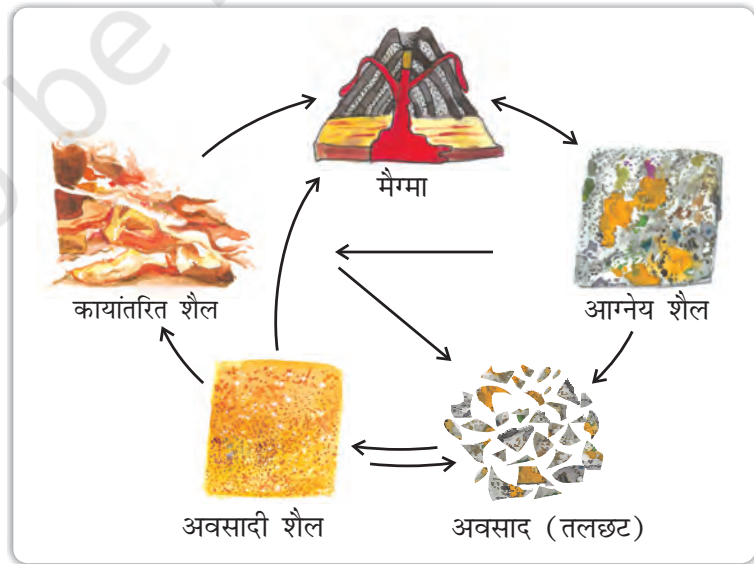 मैग्मा
कायांतरित शैल
आग्नेय शैल
अवसादी शैल
अवसाद (तलछट)